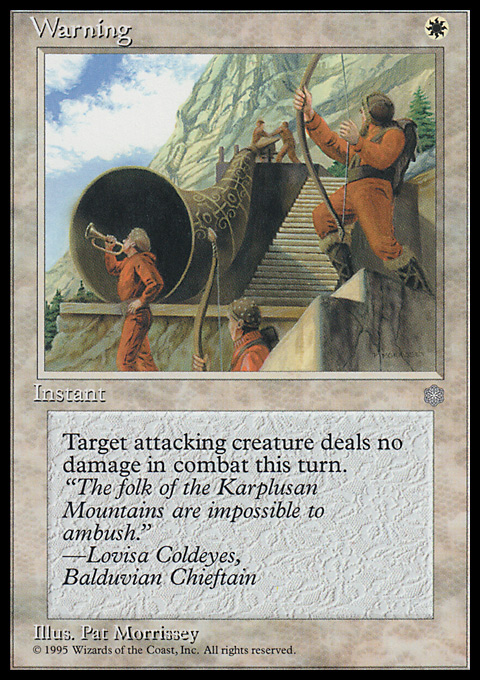 Warning
Instant
Target attacking creature deals no
damage in combat this turn.
“The folk of the Karplusan
Mountains are impossible to
ambush.”
—Lovisa Coldeyes,
Balduvian Chieftain
Illus. Pat Morrissey
© 1995 Wizards of the Coast, Inc. All rights reserved.